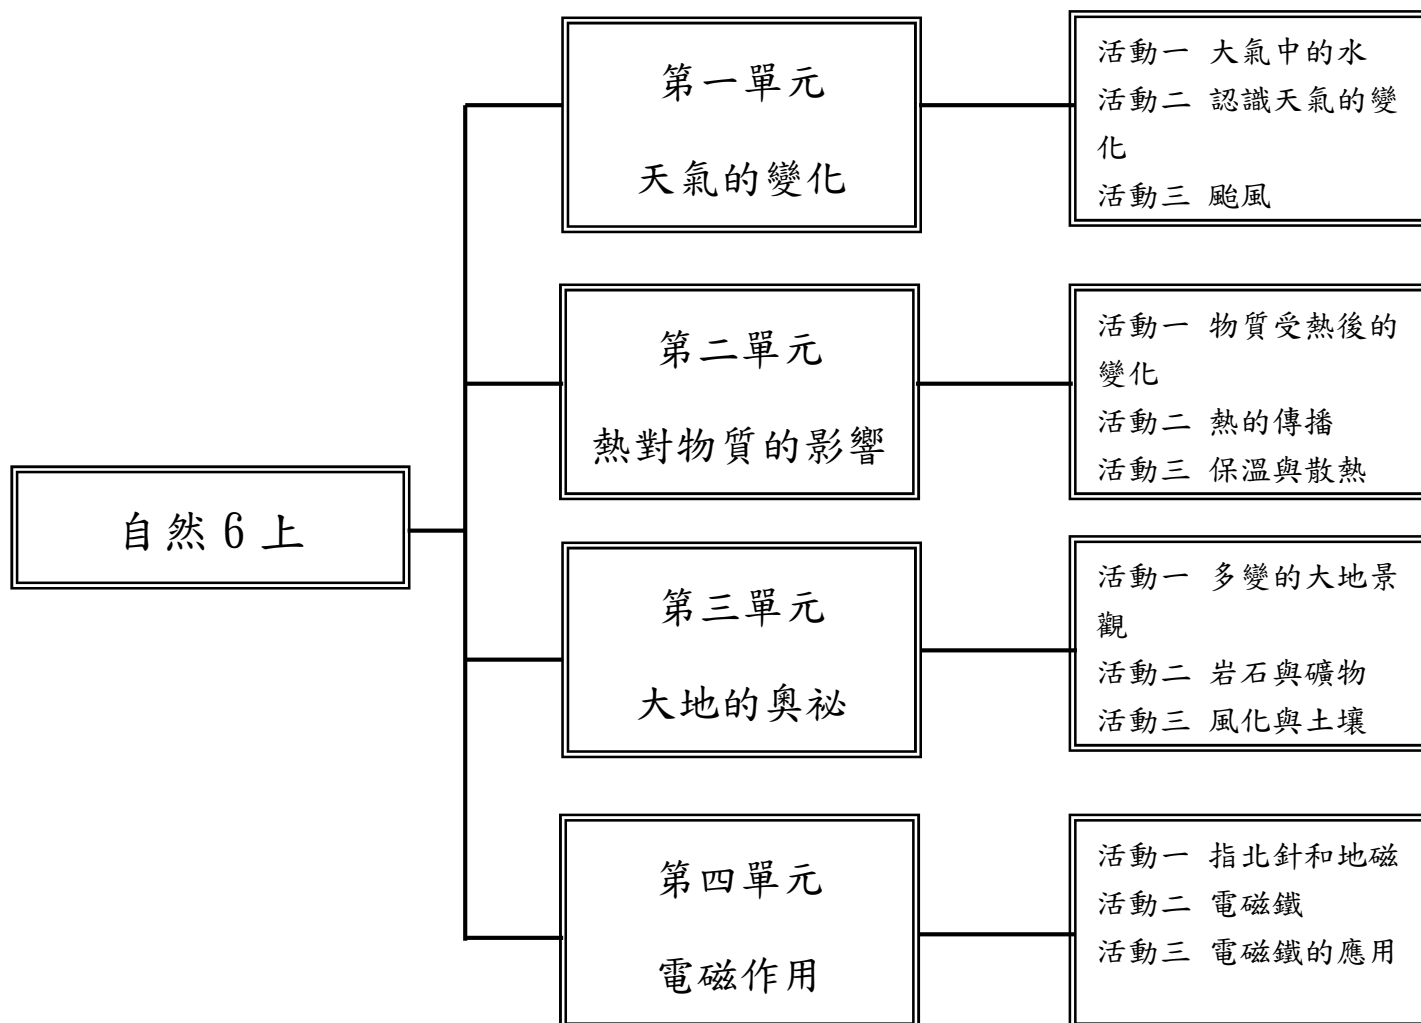 自然6上
第一單元
天氣的變化
活動一 大氣中的水
活動二 認識天氣的變
化
活動三 颱風
第二單元
熱對物質的影響
活動一 物質受熱後的
變化
活動二 熱的傳播
活動三 保溫與散熱
第三單元
大地的奧祕
活動一 多變的大地景
觀
活動二 岩石與礦物
活動三 風化與土壤
第四單元
電磁作用
活動一 指北針和地磁
活動二 電磁鐵
活動三 電磁鐵的應用